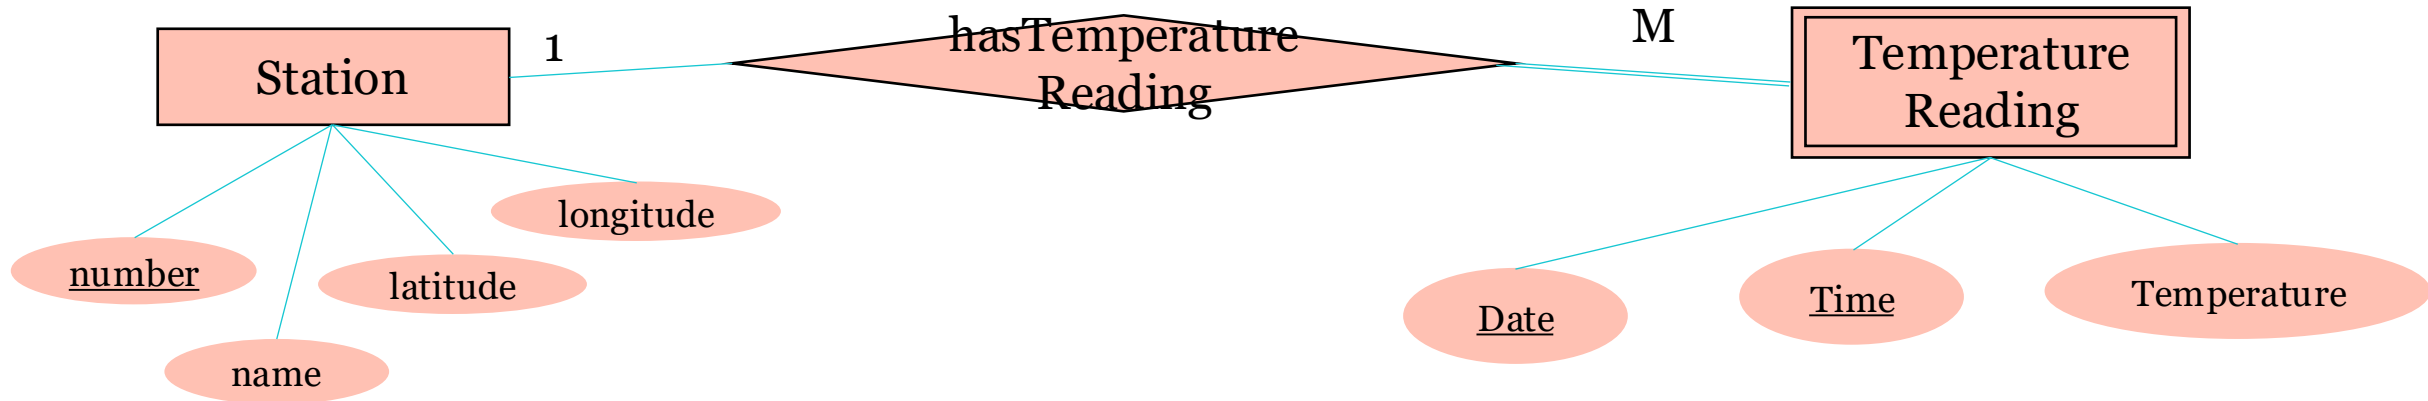 Station
1
hasTemperature
Reading
M
Temperature
Reading
number
name
latitude
longitude
Date
Time
Temperature